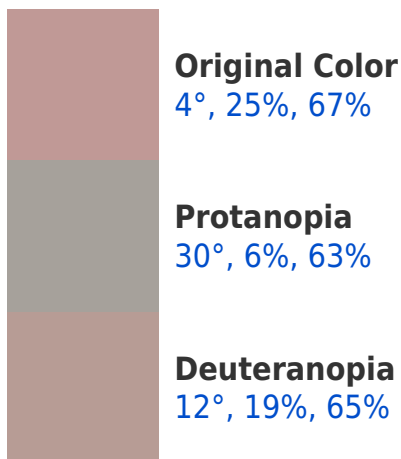 Original Color
4°, 25%, 67%
Protanopia
30°, 6%, 63%
Deuteranopia
12°, 19%, 65%